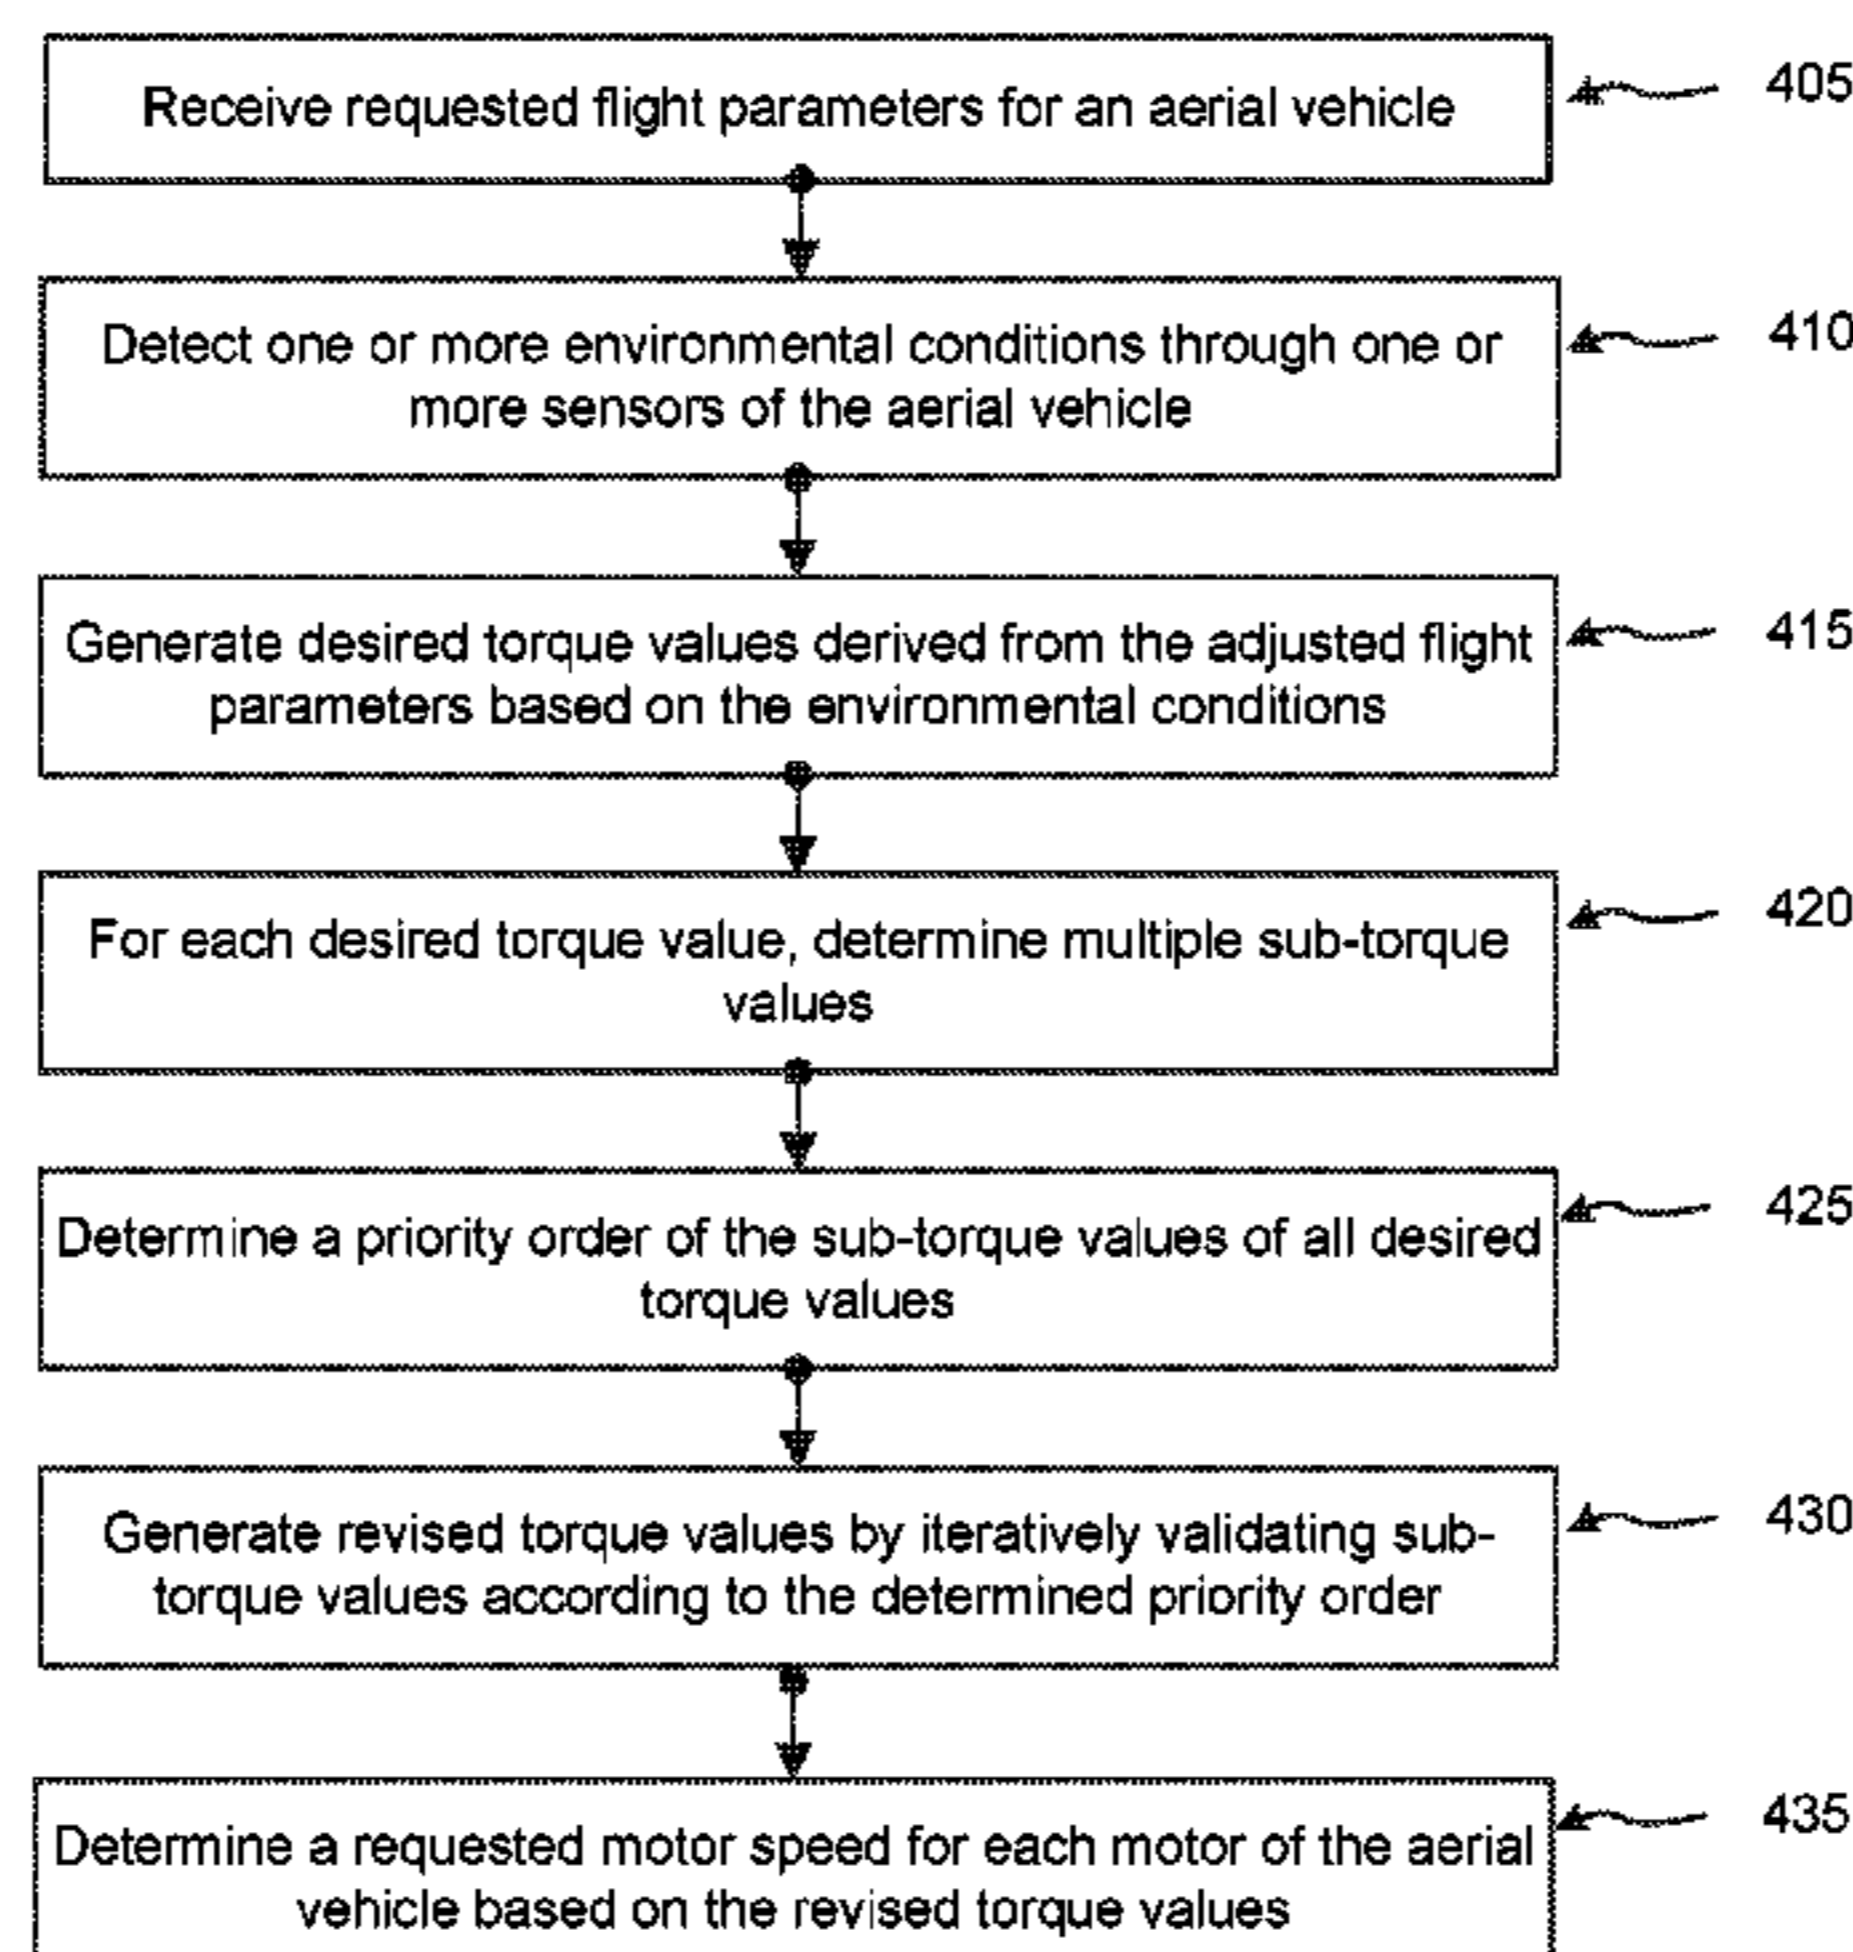 Receive requested flight parameters for an aerial vehicle
405
Detect one or more environmental conditions through one or
more sensors of the aerial vehicle
410
Generate desired torque values derived from the adjusted flight
parameters based on the environmental conditions
415
For each desired torque value, determine multiple sub-torque
values
420
Determine a priority order of the sub-torque values of all desired
torque values
425
Generate revised torque values by iteratively validating sub-
torque values according to the determined priority order
430
Determine a requested motor speed for each motor of the aerial
vehicle based on the revised torque values
435